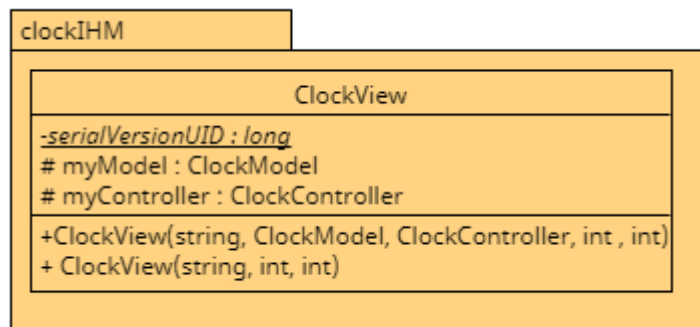 clockIHM
ClockView
-serialVersionUID : long
# myModel : ClockModel
# myController : ClockController
+ClockView(string, ClockModel, ClockController, int , int)
+ ClockView(string, int, int)